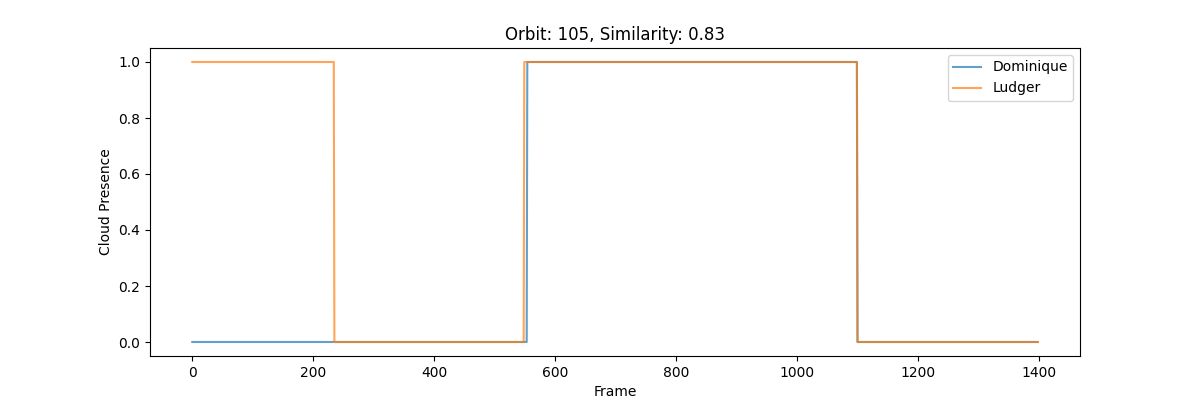 Orbit: 105, Similarity: 0.83
Dominique
Ludger
Cloud Presence
1.0
0.8
0.6
0.4
0.2
0.0
0 200 400 600 800 1000 1200 1400
Frame